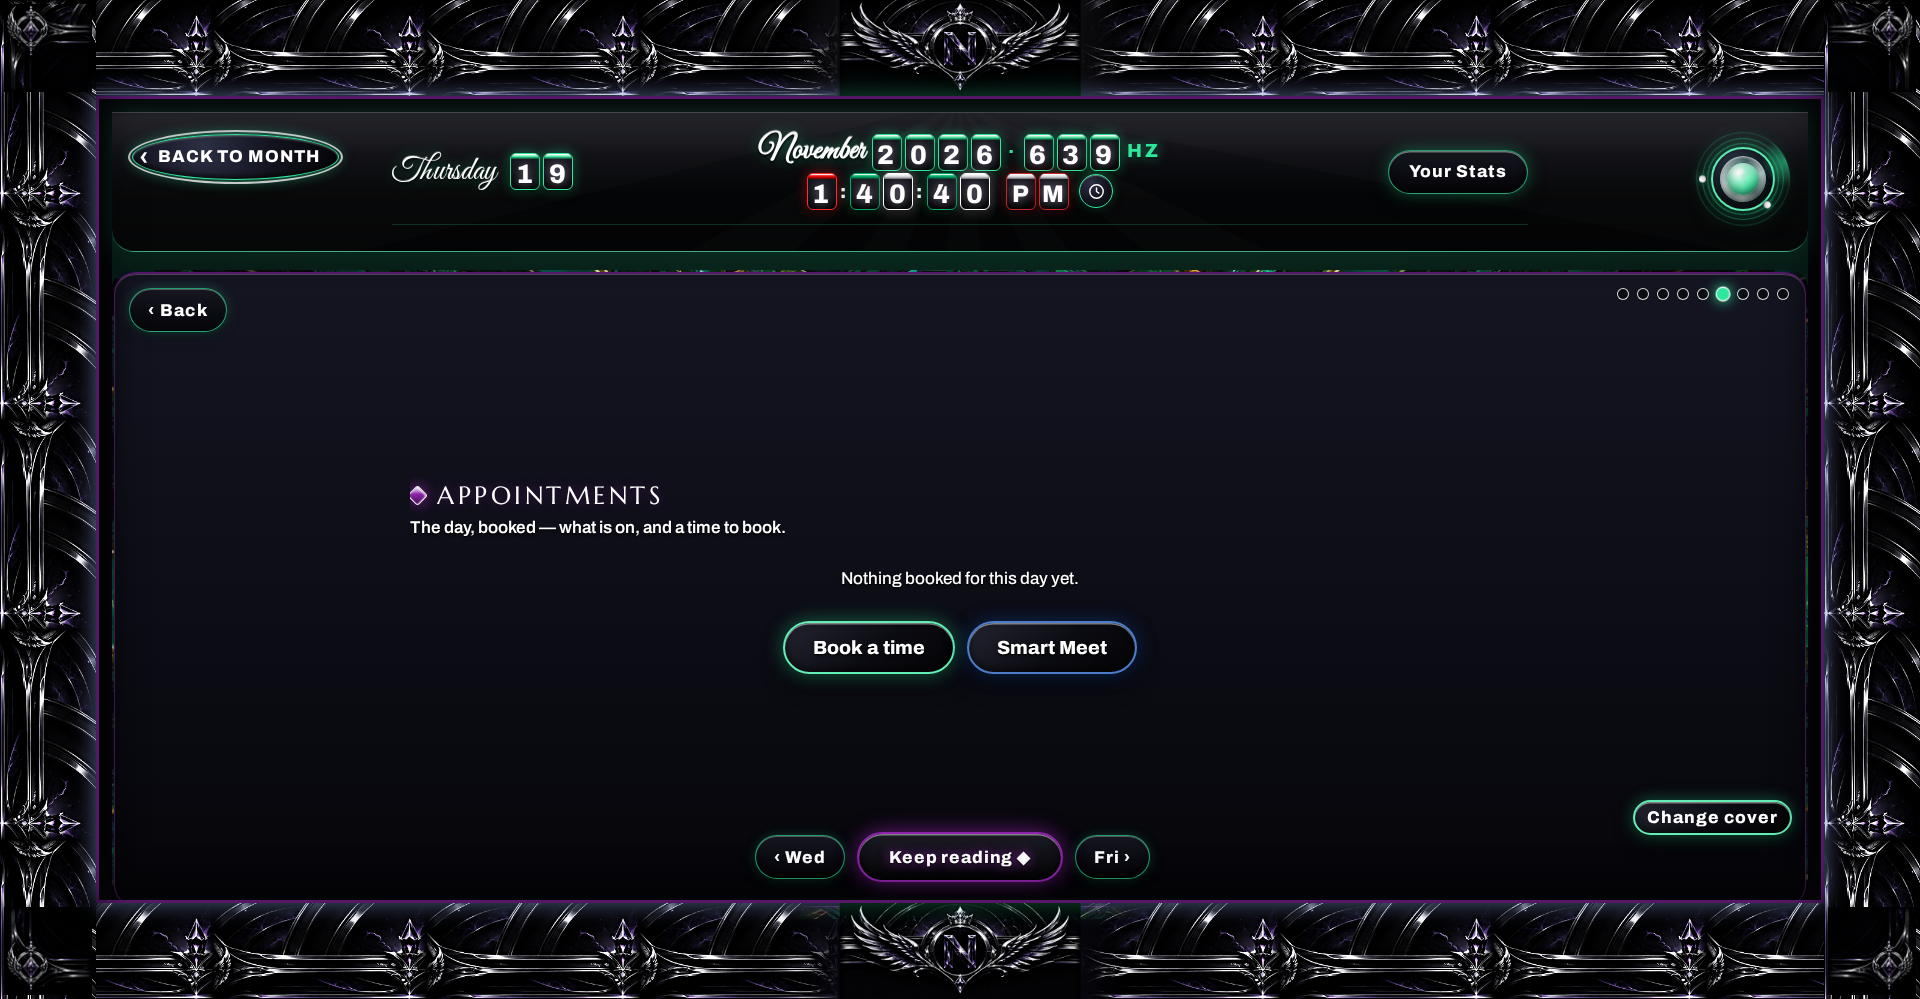 ‹ BACK TO MONTH
Thursday 19
November 2026 · 639 HZ
1:40:40 PM
Your Stats
‹ Back
APPOINTMENTS
The day, booked — what is on, and a time to book.
Nothing booked for this day yet.
Book a time
Smart Meet
Change cover
‹ Wed
Keep reading ◆
Fri ›
N
N